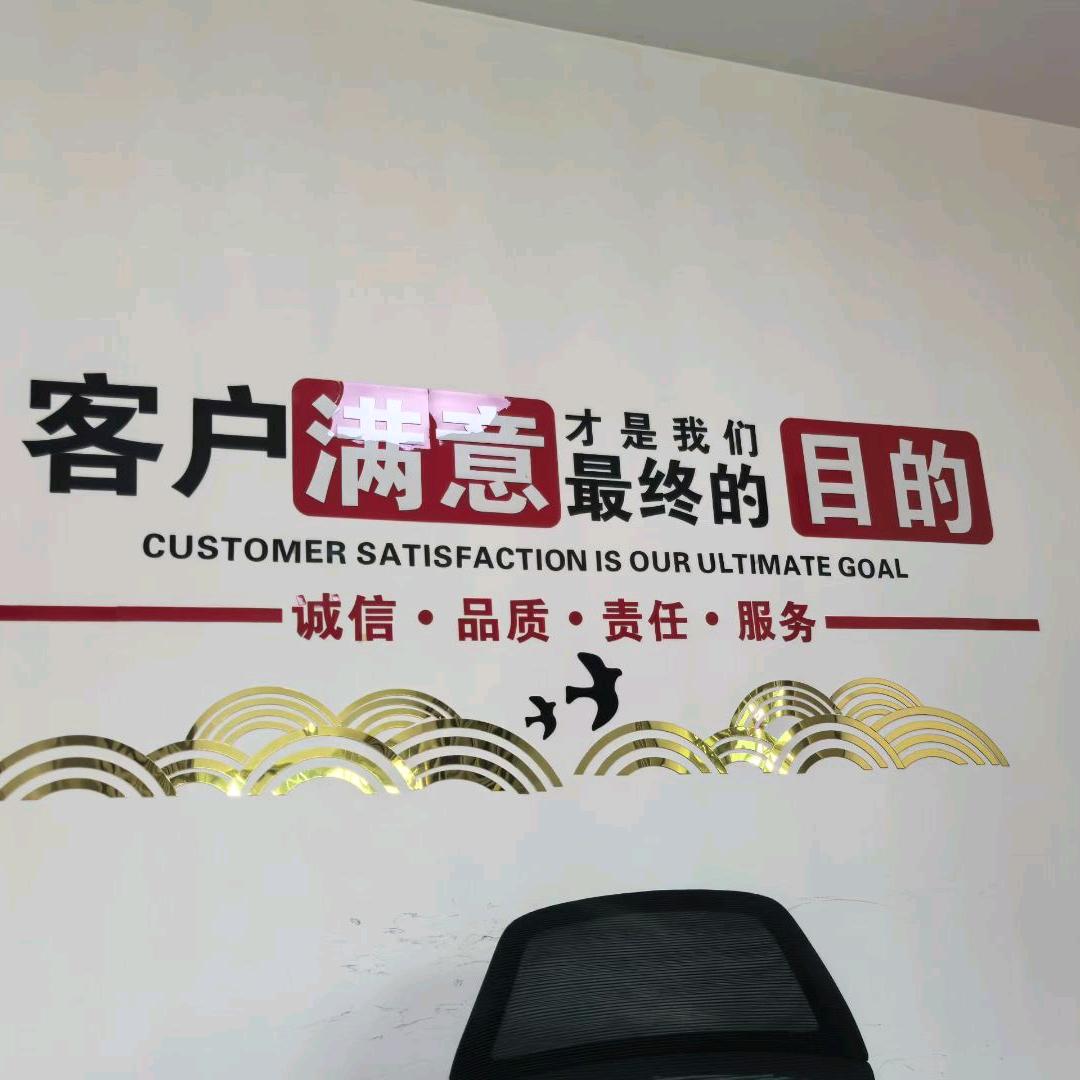 客户满意才是我们最终的目的
CUSTOMER SATISFACTION IS OUR ULTIMATE GOAL
诚信·品质·责任·服务